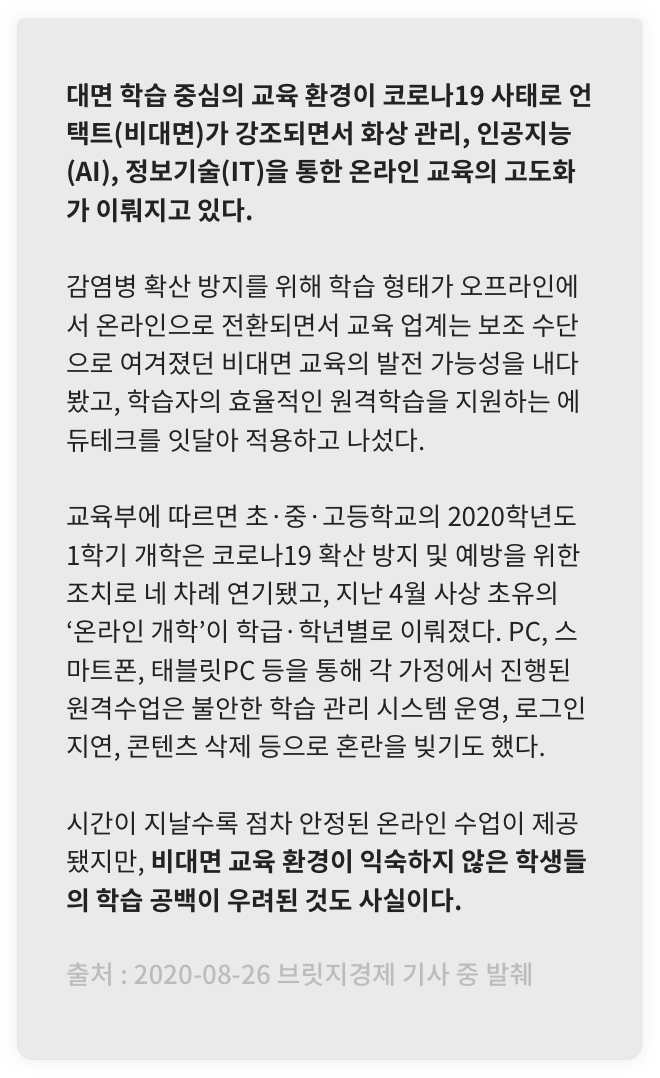 대면 학습 중심의 교육 환경이 코로나19 사태로 언
택트(비대면)가 강조되면서 화상 관리, 인공지능
(AI), 정보기술(IT)을 통한 온라인 교육의 고도화
가 이뤄지고 있다.
감염병 확산 방지를 위해 학습 형태가 오프라인에
서 온라인으로 전환되면서 교육 업계는 보조 수단
으로 여겨졌던 비대면 교육의 발전 가능성을 내다
봤고, 학습자의 효율적인 원격학습을 지원하는 에
듀테크를 잇달아 적용하고 나섰다.
교육부에 따르면 초·중·고등학교의 2020학년도
1학기 개학은 코로나19 확산 방지 및 예방을 위한
조치로 네 차례 연기됐고, 지난 4월 사상 초유의
‘온라인 개학’이 학급·학년별로 이뤄졌다. PC, 스
마트폰, 태블릿PC 등을 통해 각 가정에서 진행된
원격수업은 불안한 학습 관리 시스템 운영, 로그인
지연, 콘텐츠 삭제 등으로 혼란을 빚기도 했다.
시간이 지날수록 점차 안정된 온라인 수업이 제공
됐지만, 비대면 교육 환경이 익숙하지 않은 학생들
의 학습 공백이 우려된 것도 사실이다.
출처 : 2020-08-26 브릿지경제 기사 중 발췌